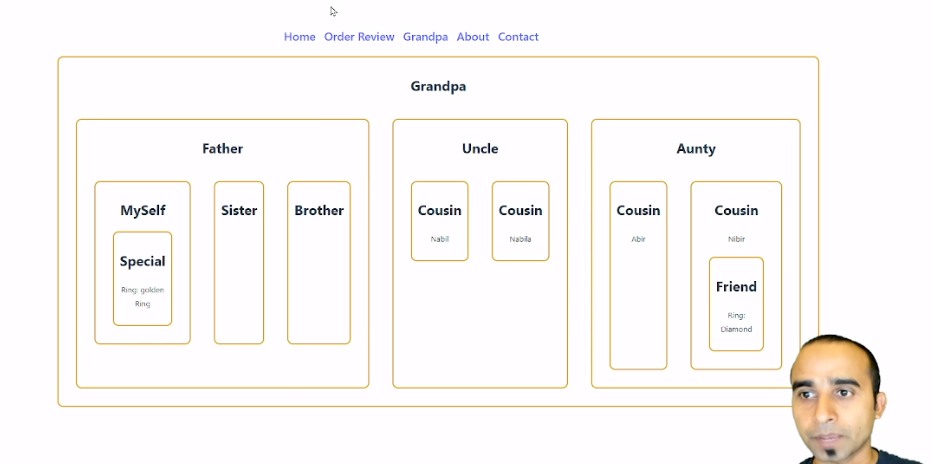 Home Order Review Grandpa About Contact
Grandpa
Father
Uncle
Aunty
MySelf
Sister
Brother
Cousin
Cousin
Cousin
Cousin
Nabil
Nabila
Abir
Nibir
Special
Ring: golden
Ring
Friend
Ring:
Diamond